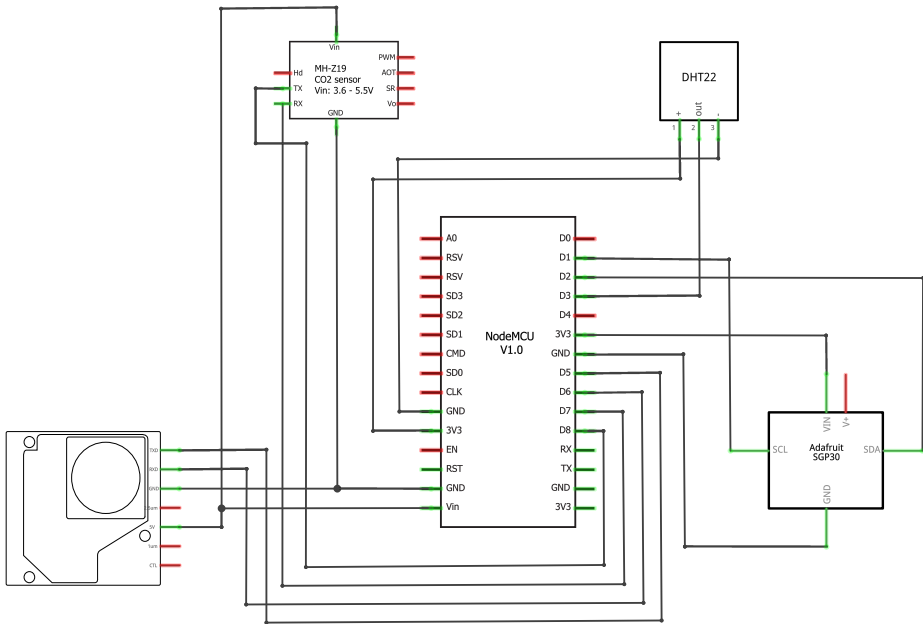 Vin
MH-Z19
CO2 sensor
Vin: 3.6 - 5.5V
Hd
TX
RX
GND
PWM
AOT
SR
Vo
DHT22
+
out
-
1
2
3
NodeMCU
V1.0
A0
RSV
RSV
SD3
SD2
SD1
CMD
SD0
CLK
GND
3V3
EN
RST
GND
Vin
D0
D1
D2
D3
D4
3V3
GND
D5
D6
D7
D8
RX
TX
GND
3V3
TXD
RXD
GND
5V
1um
CTL
Adafruit
SGP30
VIN
V+
SCL
SDA
GND